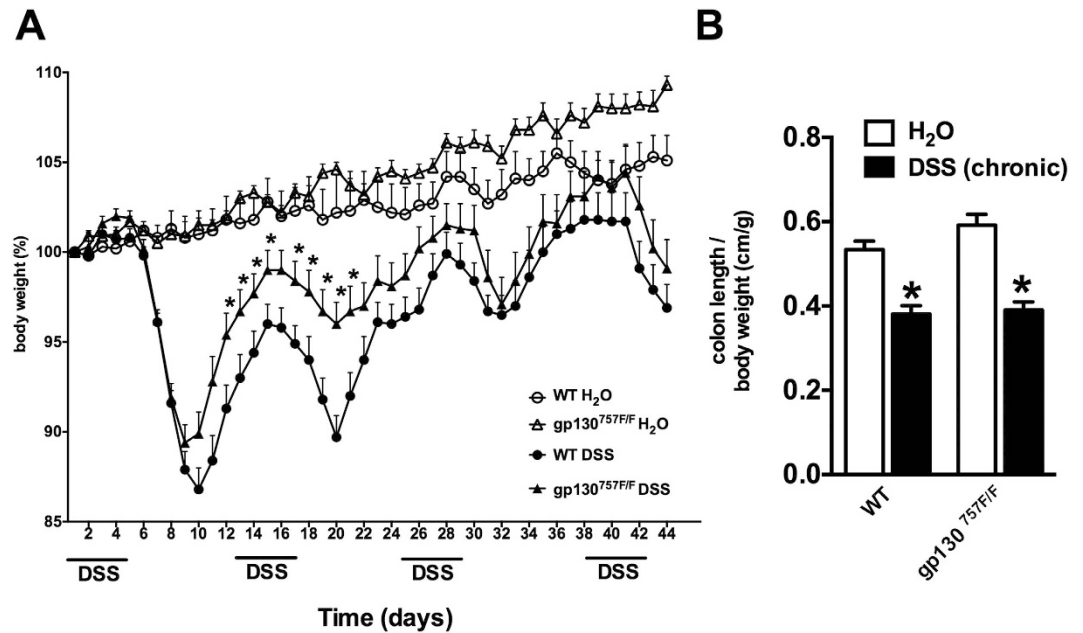 A
B
110
105
100
95
90
85
body weight (%)
* * * * * * * * * *
WT H₂O
gp130⁷⁵⁷ᶠ/ᶠ H₂O
WT DSS
gp130⁷⁵⁷ᶠ/ᶠ DSS
2 4 6 8 10 12 14 16 18 20 22 24 26 28 30 32 34 36 38 40 42 44
DSS DSS DSS DSS
Time (days)
H₂O
DSS (chronic)
0.8
0.6
0.4
0.2
0.0
colon length /
body weight (cm/g)
* *
WT
gp130 ⁷⁵⁷ᶠ/ᶠ